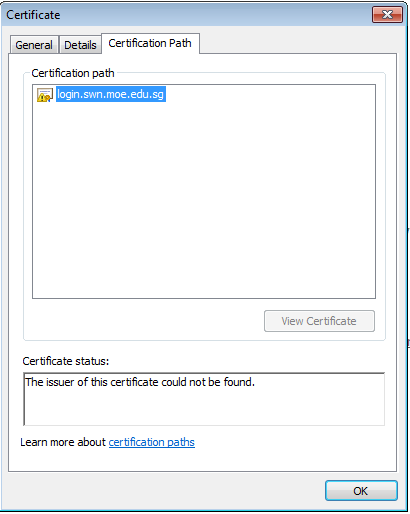 Certificate
General Details Certification Path
Certification path
login.swn.moe.edu.sg
View Certificate
Certificate status:
The issuer of this certificate could not be found.
Learn more about certification paths
OK